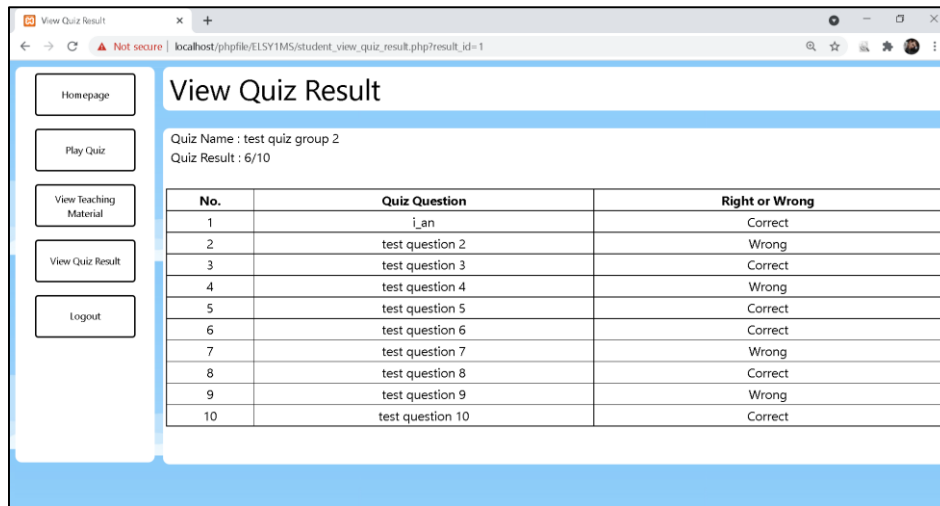 View Quiz Result
Not secure | localhost/phpfile/ELSY1MS/student_view_quiz_result.php?result_id=1
Homepage
Play Quiz
View Teaching
Material
View Quiz Result
Logout
View Quiz Result
Quiz Name : test quiz group 2
Quiz Result : 6/10
No. Quiz Question Right or Wrong
1 i_an Correct
2 test question 2 Wrong
3 test question 3 Correct
4 test question 4 Wrong
5 test question 5 Correct
6 test question 6 Correct
7 test question 7 Wrong
8 test question 8 Correct
9 test question 9 Wrong
10 test question 10 Correct